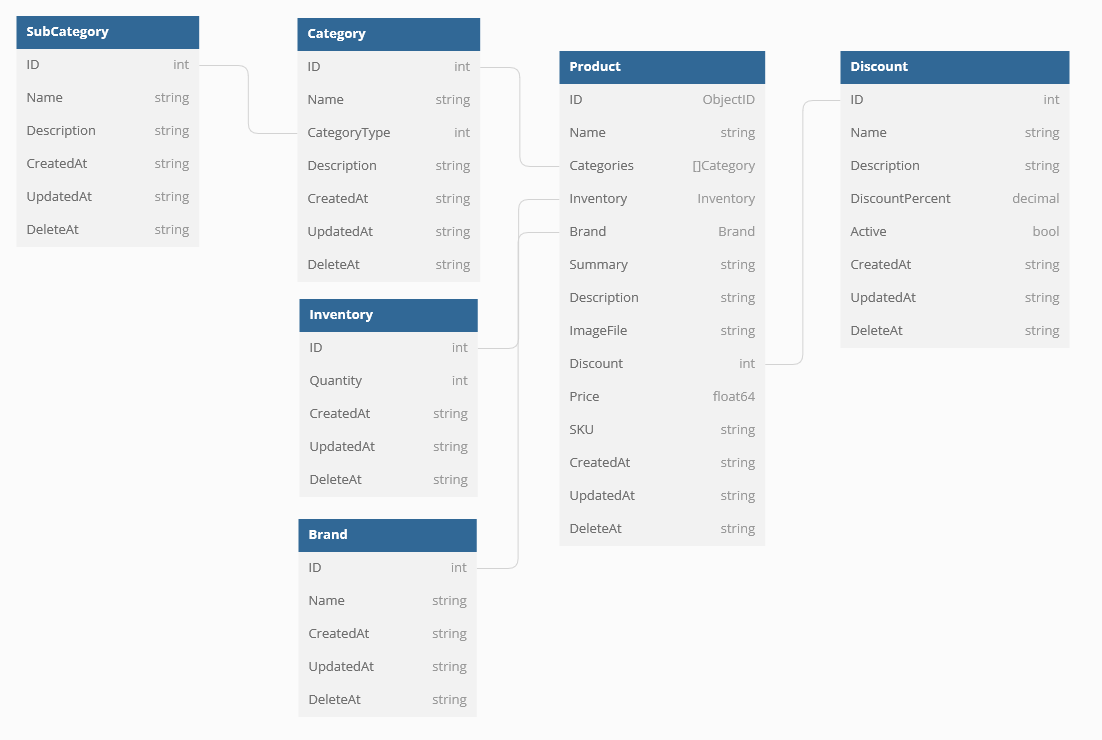 SubCategory
ID int
Name string
Description string
CreatedAt string
UpdatedAt string
DeleteAt string
Category
ID int
Name string
CategoryType int
Description string
CreatedAt string
UpdatedAt string
DeleteAt string
Inventory
ID int
Quantity int
CreatedAt string
UpdatedAt string
DeleteAt string
Brand
ID int
Name string
CreatedAt string
UpdatedAt string
DeleteAt string
Product
ID ObjectID
Name string
Categories []Category
Inventory Inventory
Brand Brand
Summary string
Description string
ImageFile string
Discount int
Price float64
SKU string
CreatedAt string
UpdatedAt string
DeleteAt string
Discount
ID int
Name string
Description string
DiscountPercent decimal
Active bool
CreatedAt string
UpdatedAt string
DeleteAt string